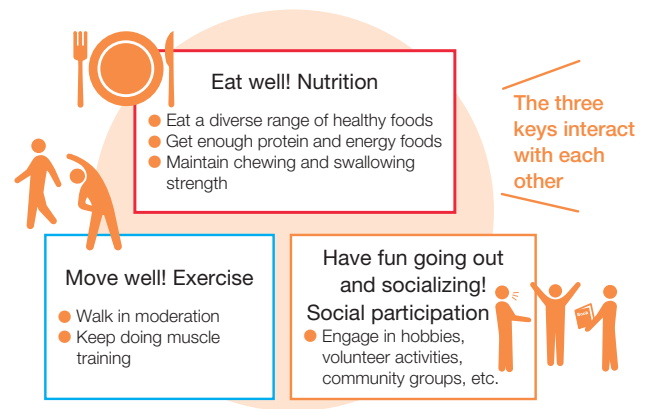 Eat well! Nutrition
● Eat a diverse range of healthy foods
● Get enough protein and energy foods
● Maintain chewing and swallowing
strength
The three
keys interact
with each
other
Move well! Exercise
● Walk in moderation
● Keep doing muscle
training
Have fun going out
and socializing!
Social participation
● Engage in hobbies,
volunteer activities,
community groups, etc.